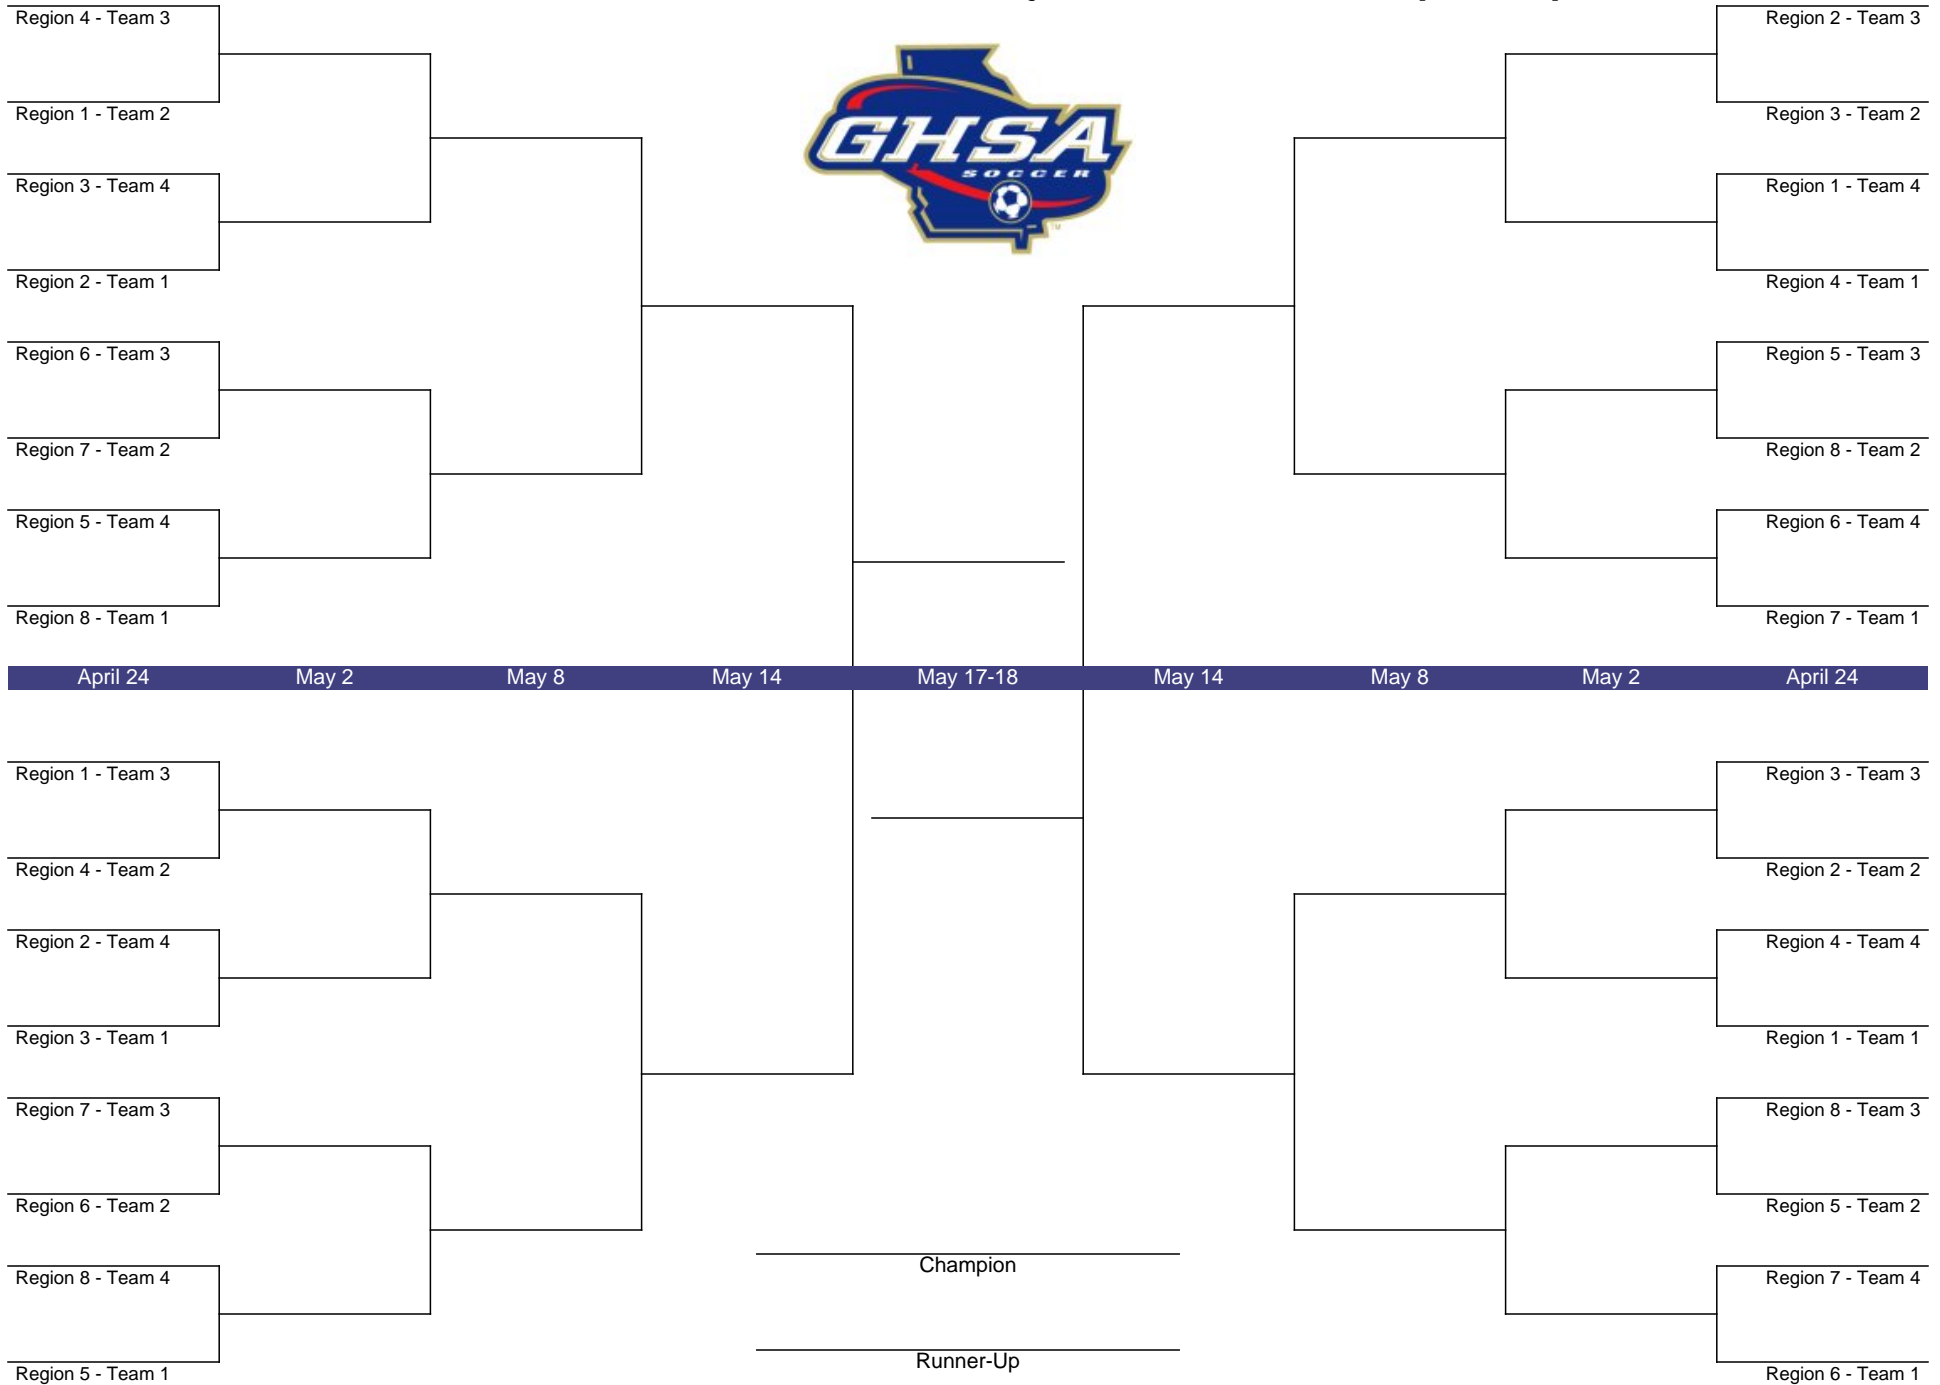 Region 4 - Team 3
Region 1 - Team 2
Region 3 - Team 4
Region 2 - Team 1
Region 6 - Team 3
Region 7 - Team 2
Region 5 - Team 4
Region 8 - Team 1
GHSA
SOCCER
TM
Region 2 - Team 3
Region 3 - Team 2
Region 1 - Team 4
Region 4 - Team 1
Region 5 - Team 3
Region 8 - Team 2
Region 6 - Team 4
Region 7 - Team 1
April 24 May 2 May 8 May 14 May 17-18 May 14 May 8 May 2 April 24
Region 1 - Team 3
Region 4 - Team 2
Region 2 - Team 4
Region 3 - Team 1
Region 7 - Team 3
Region 6 - Team 2
Region 8 - Team 4
Region 5 - Team 1
Champion
Runner-Up
Region 3 - Team 3
Region 2 - Team 2
Region 4 - Team 4
Region 1 - Team 1
Region 8 - Team 3
Region 5 - Team 2
Region 7 - Team 4
Region 6 - Team 1